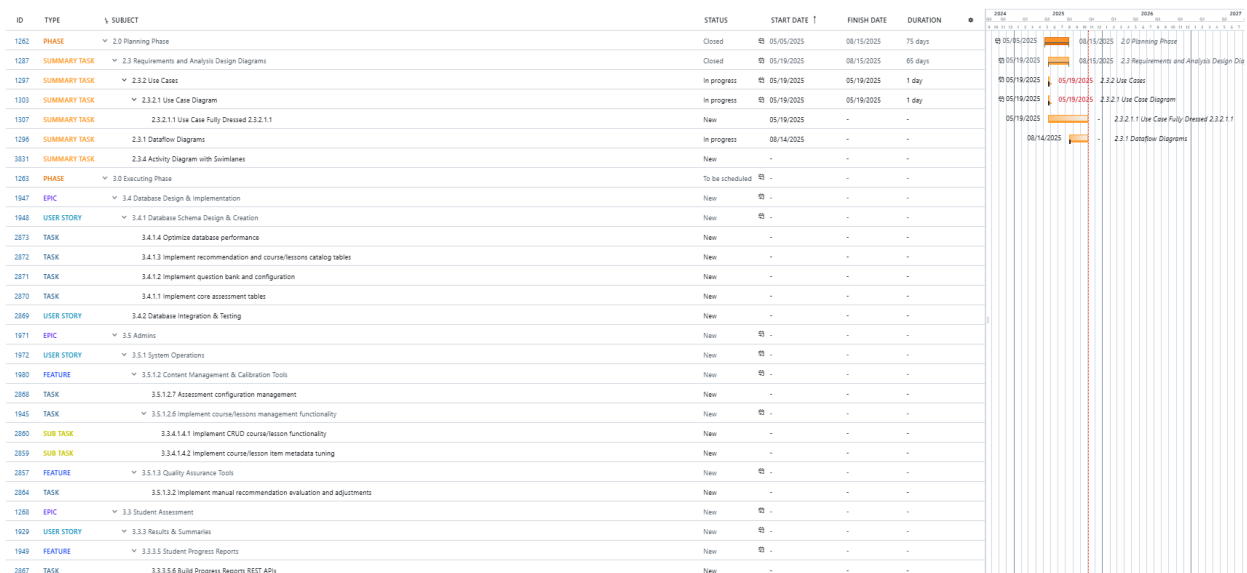 ID TYPE SUBJECT STATUS START DATE ↑ FINISH DATE DURATION
2024 2025 2026 2027
1262 PHASE 2.0 Planning Phase Closed 05/05/2025 08/15/2025 75 days 05/05/2025 08/15/2025 2.0 Planning Phase
1287 SUMMARY TASK 2.3 Requirements and Analysis Design Diagrams Closed 05/19/2025 08/15/2025 65 days 05/19/2025 08/15/2025 2.3 Requirements and Analysis Design Dia
1297 SUMMARY TASK 2.3.2 Use Cases In progress 05/19/2025 05/19/2025 1 day 05/19/2025 05/19/2025 2.3.2 Use Cases
1303 SUMMARY TASK 2.3.2.1 Use Case Diagram In progress 05/19/2025 05/19/2025 1 day 05/19/2025 05/19/2025 2.3.2.1 Use Case Diagram
1307 SUMMARY TASK 2.3.2.1.1 Use Case Fully Dressed 2.3.2.1.1 New 05/19/2025 - - 05/19/2025 - 2.3.2.1.1 Use Case Fully Dressed 2.3.2.1.1
1296 SUMMARY TASK 2.3.1 Dataflow Diagrams In progress 08/14/2025 - - 08/14/2025 - 2.3.1 Dataflow Diagrams
3831 SUMMARY TASK 2.3.4 Activity Diagram with Swimlanes New - - -
1263 PHASE 3.0 Executing Phase To be scheduled - - -
1947 EPIC 3.4 Database Design & Implementation New - - -
1948 USER STORY 3.4.1 Database Schema Design & Creation New - - -
2873 TASK 3.4.1.4 Optimize database performance New - - -
2872 TASK 3.4.1.3 Implement recommendation and course/lessons catalog tables New - - -
2871 TASK 3.4.1.2 Implement question bank and configuration New - - -
2870 TASK 3.4.1.1 Implement core assessment tables New - - -
2869 USER STORY 3.4.2 Database Integration & Testing New - - -
1971 EPIC 3.5 Admins New - - -
1972 USER STORY 3.5.1 System Operations New - - -
1980 FEATURE 3.5.1.2 Content Management & Calibration Tools New - - -
2868 TASK 3.5.1.2.7 Assessment configuration management New - - -
1945 TASK 3.5.1.2.6 Implement course/lessons management functionality New - - -
2860 SUB TASK 3.3.4.1.4.1 Implement CRUD course/lesson functionality New - - -
2859 SUB TASK 3.3.4.1.4.2 Implement course/lesson item metadata tuning New - - -
2857 FEATURE 3.5.1.3 Quality Assurance Tools New - - -
2864 TASK 3.5.1.3.2 Implement manual recommendation evaluation and adjustments New - - -
1268 EPIC 3.3 Student Assessment New - - -
1929 USER STORY 3.3.3 Results & Summaries New - - -
1949 FEATURE 3.3.3.5 Student Progress Reports New - - -
2867 TASK 3.3.3.5.6 Build Progress Reports REST APIs New - - -